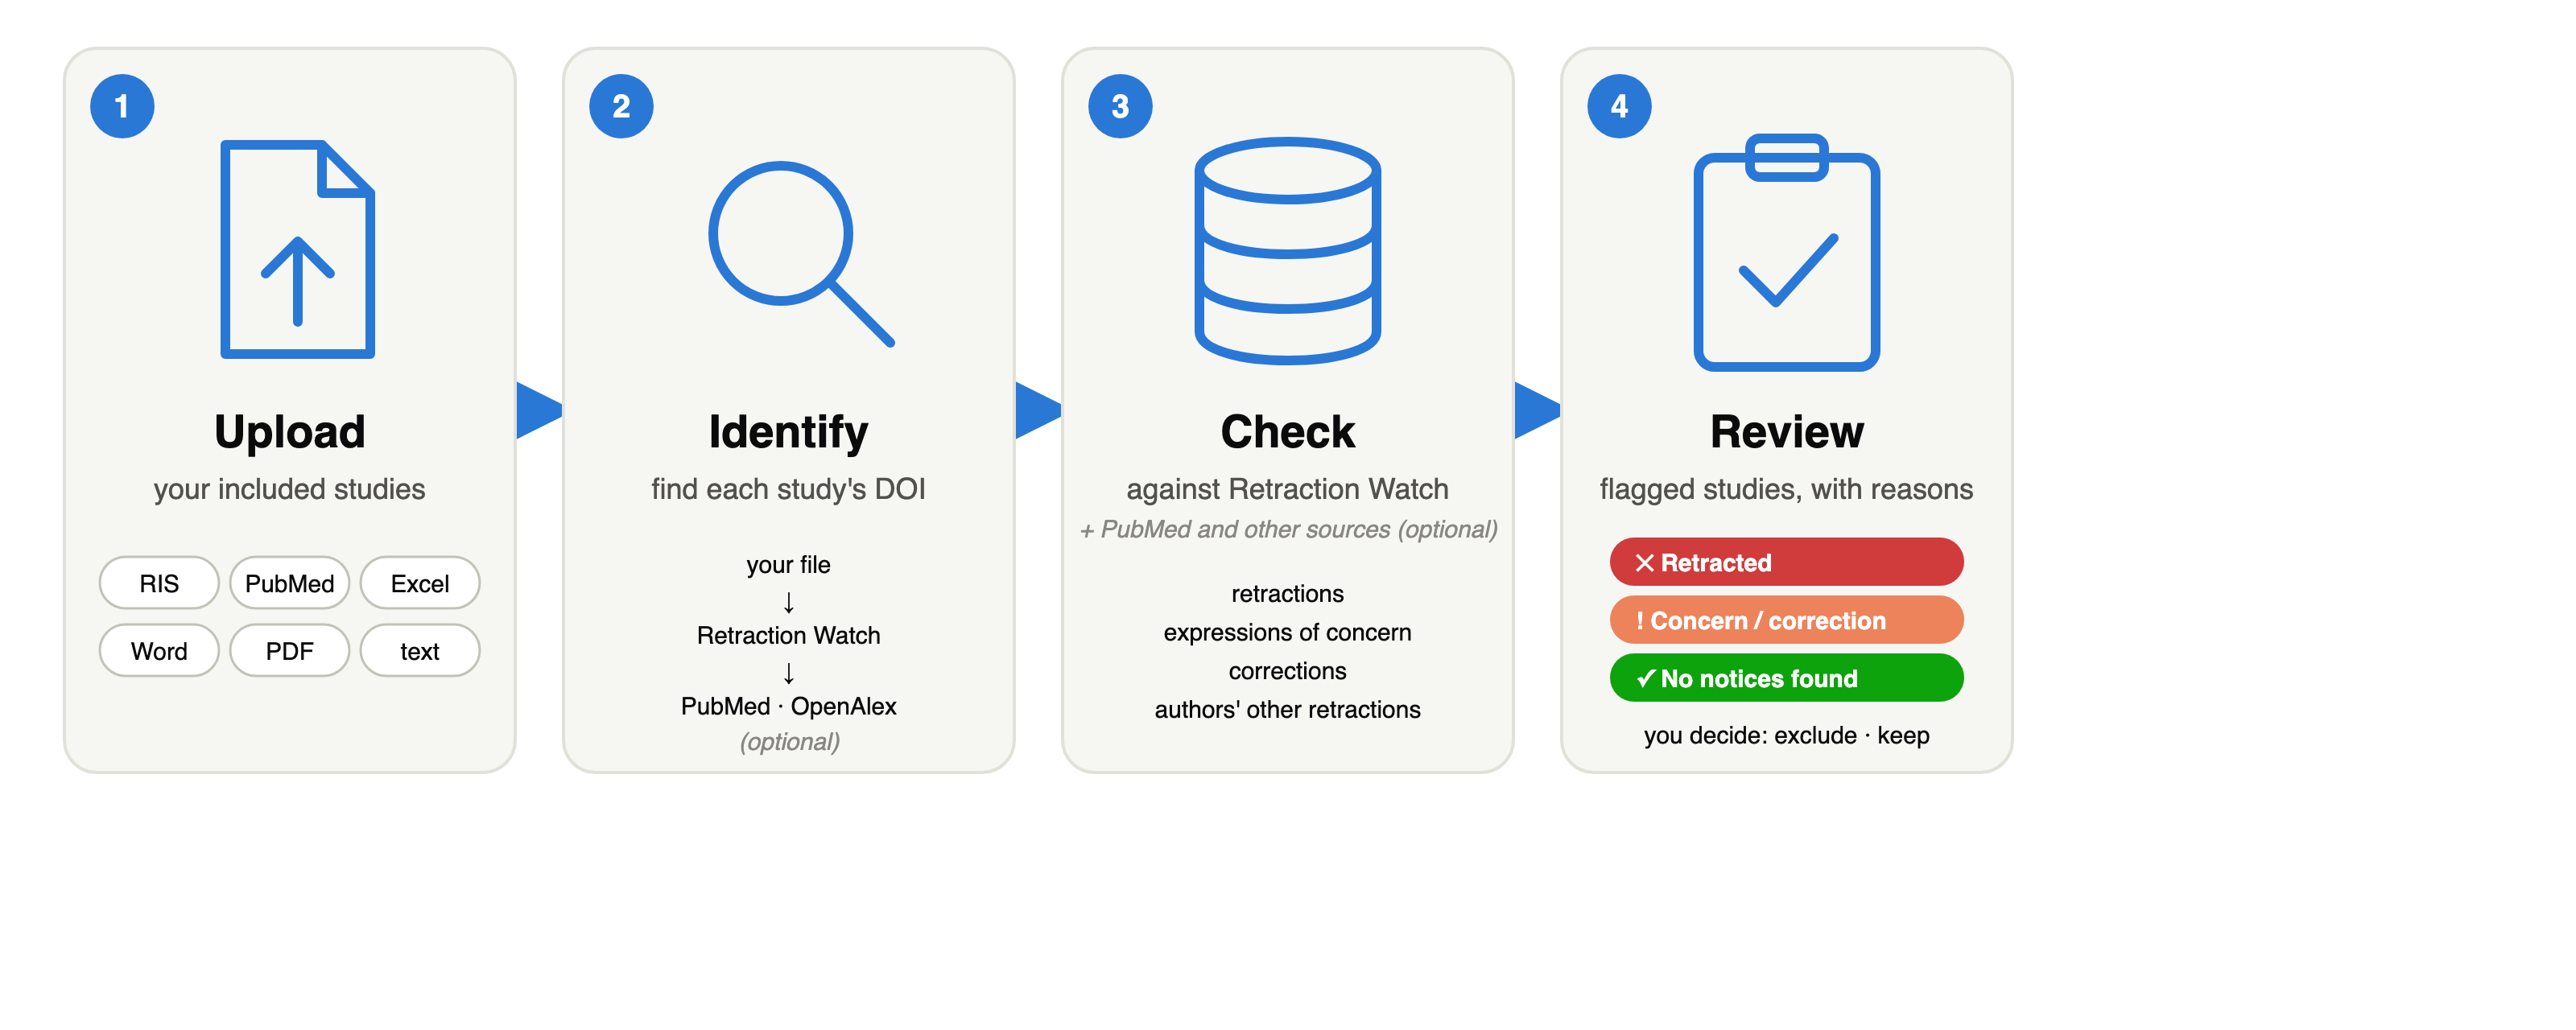 1
Upload
your included studies
RIS PubMed Excel
Word PDF text
2
Identify
find each study's DOI
your file
↓
Retraction Watch
↓
PubMed · OpenAlex
(optional)
3
Check
against Retraction Watch
+ PubMed and other sources (optional)
retractions
expressions of concern
corrections
authors' other retractions
4
Review
flagged studies, with reasons
✕ Retracted
! Concern / correction
✓ No notices found
you decide: exclude · keep